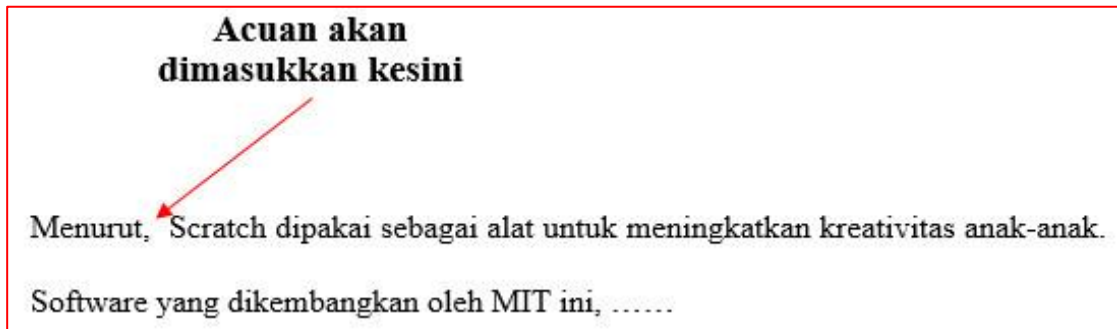 Acuan akan
dimasukkan kesini
Menurut, Scratch dipakai sebagai alat untuk meningkatkan kreativitas anak-anak.
Software yang dikembangkan oleh MIT ini, ......